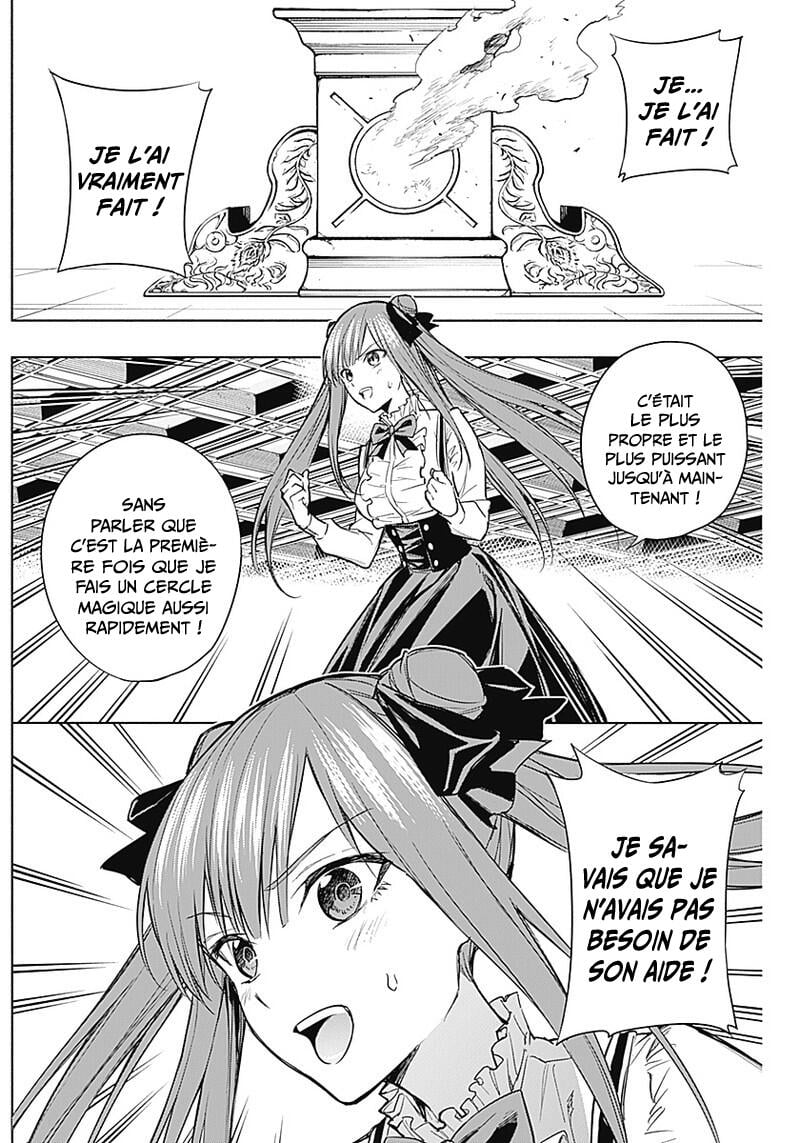 JE...
JE L'AI
FAIT !
JE L'AI
VRAIMENT
FAIT !
C'ÉTAIT
LE PLUS
PROPRE ET LE
PLUS PUISSANT
JUSQU'À MAIN-
TENANT !
SANS
PARLER QUE
C'EST LA PREMIÈ-
RE FOIS QUE JE
FAIS UN CERCLE
MAGIQUE AUSSI
RAPIDEMENT !
JE SA-
VAIS QUE JE
N'AVAIS PAS
BESOIN DE
SON AIDE !